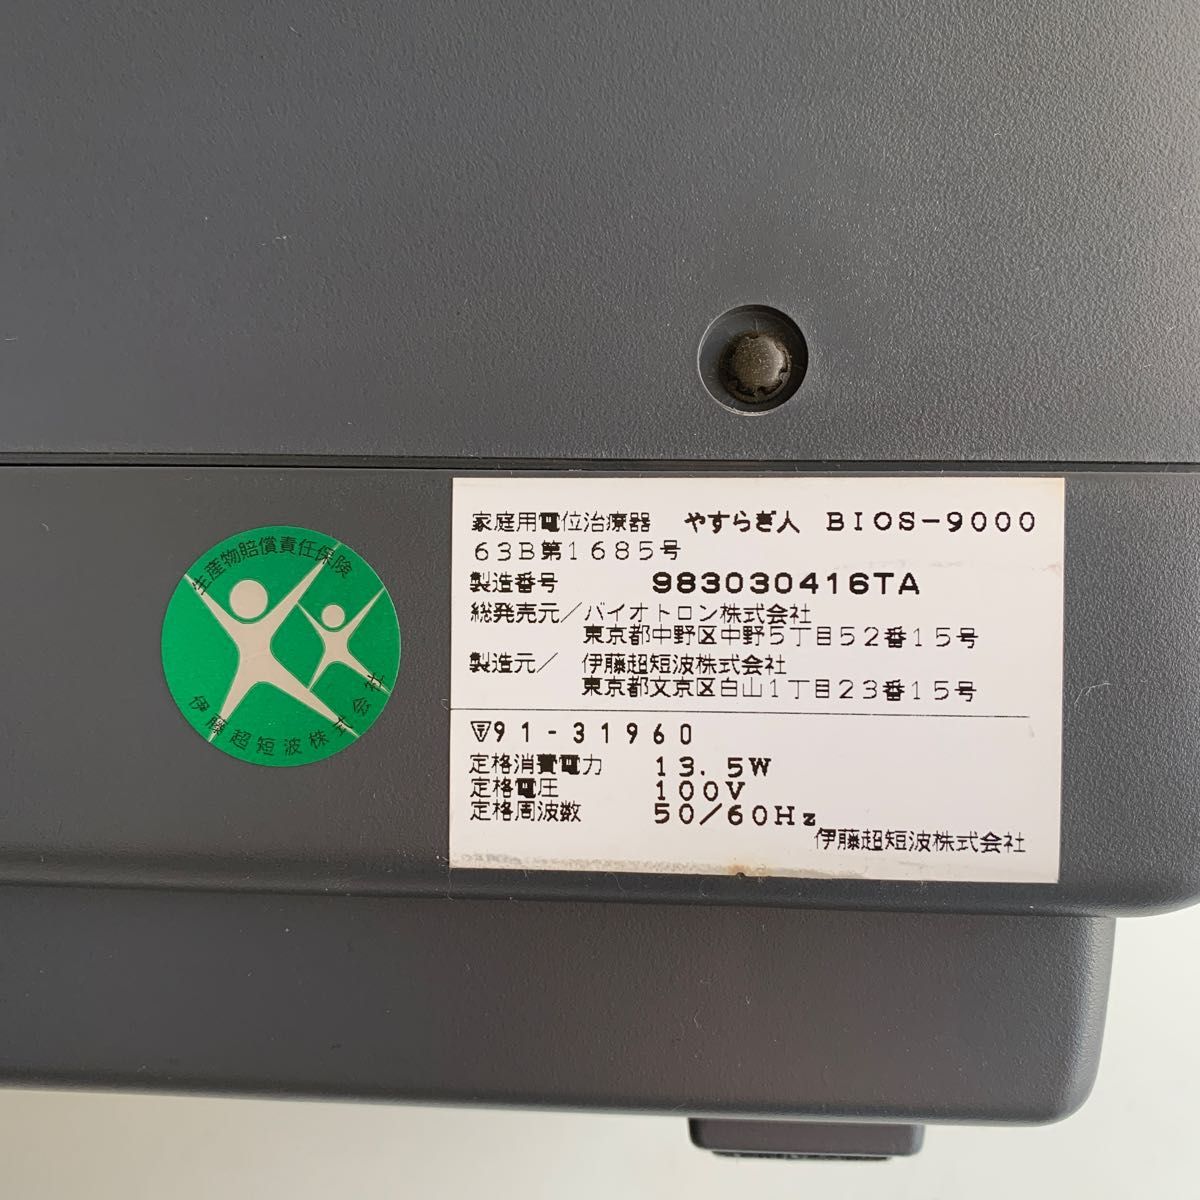 家庭用電位治療器 やすらぎ人 BIOS-9000
63B第1685号
製造番号 983030416TA
総発売元/バイオトロン株式会社
東京都中野区中野5丁目52番15号
製造元/ 伊藤超短波株式会社
東京都文京区白山1丁目23番15号
91-31960
定格消費電力 13.5W
定格電圧 100V
定格周波数 50/60Hz
伊藤超短波株式会社
生産物賠償責任保険
伊藤超短波株式会社